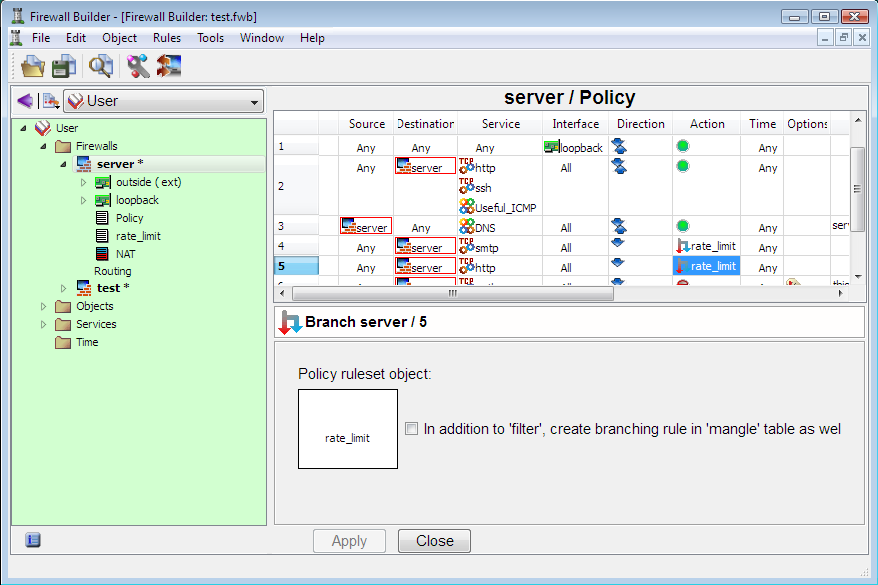 Firewall Builder - [Firewall Builder: test.fwb]
File Edit Object Rules Tools Window Help
User
server / Policy
Source Destination Service Interface Direction Action Time Options
1 Any Any Any loopback Any
2 Any server http All Any
ssh
Useful_ICMP
3 server Any DNS All Any serv
4 Any server smtp All rate_limit Any
5 Any server http All rate_limit Any
User
Firewalls
server *
outside ( ext)
loopback
Policy
rate_limit
NAT
Routing
test *
Objects
Services
Time
Branch server / 5
Policy ruleset object:
rate_limit
In addition to 'filter', create branching rule in 'mangle' table as wel
Apply Close